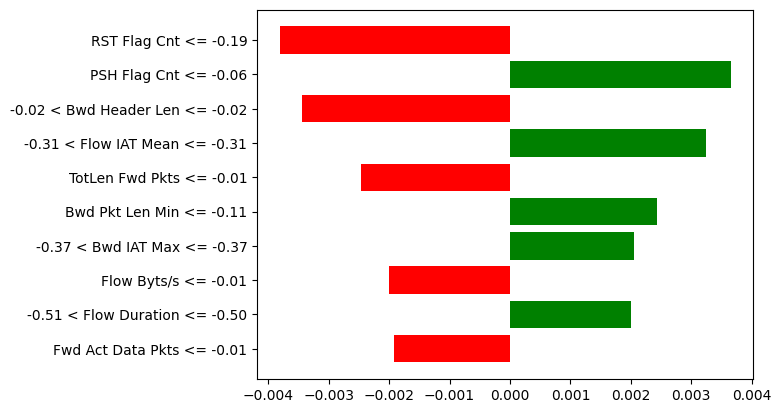 RST Flag Cnt <= -0.19
PSH Flag Cnt <= -0.06
-0.02 < Bwd Header Len <= -0.02
-0.31 < Flow IAT Mean <= -0.31
TotLen Fwd Pkts <= -0.01
Bwd Pkt Len Min <= -0.11
-0.37 < Bwd IAT Max <= -0.37
Flow Byts/s <= -0.01
-0.51 < Flow Duration <= -0.50
Fwd Act Data Pkts <= -0.01
−0.004 −0.003 −0.002 −0.001 0.000 0.001 0.002 0.003 0.004